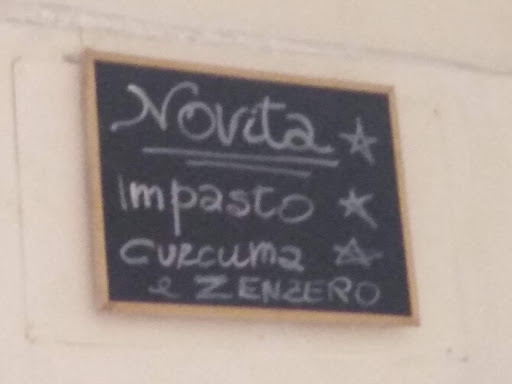 Novita
Impasto
curcuma
e ZENZERO